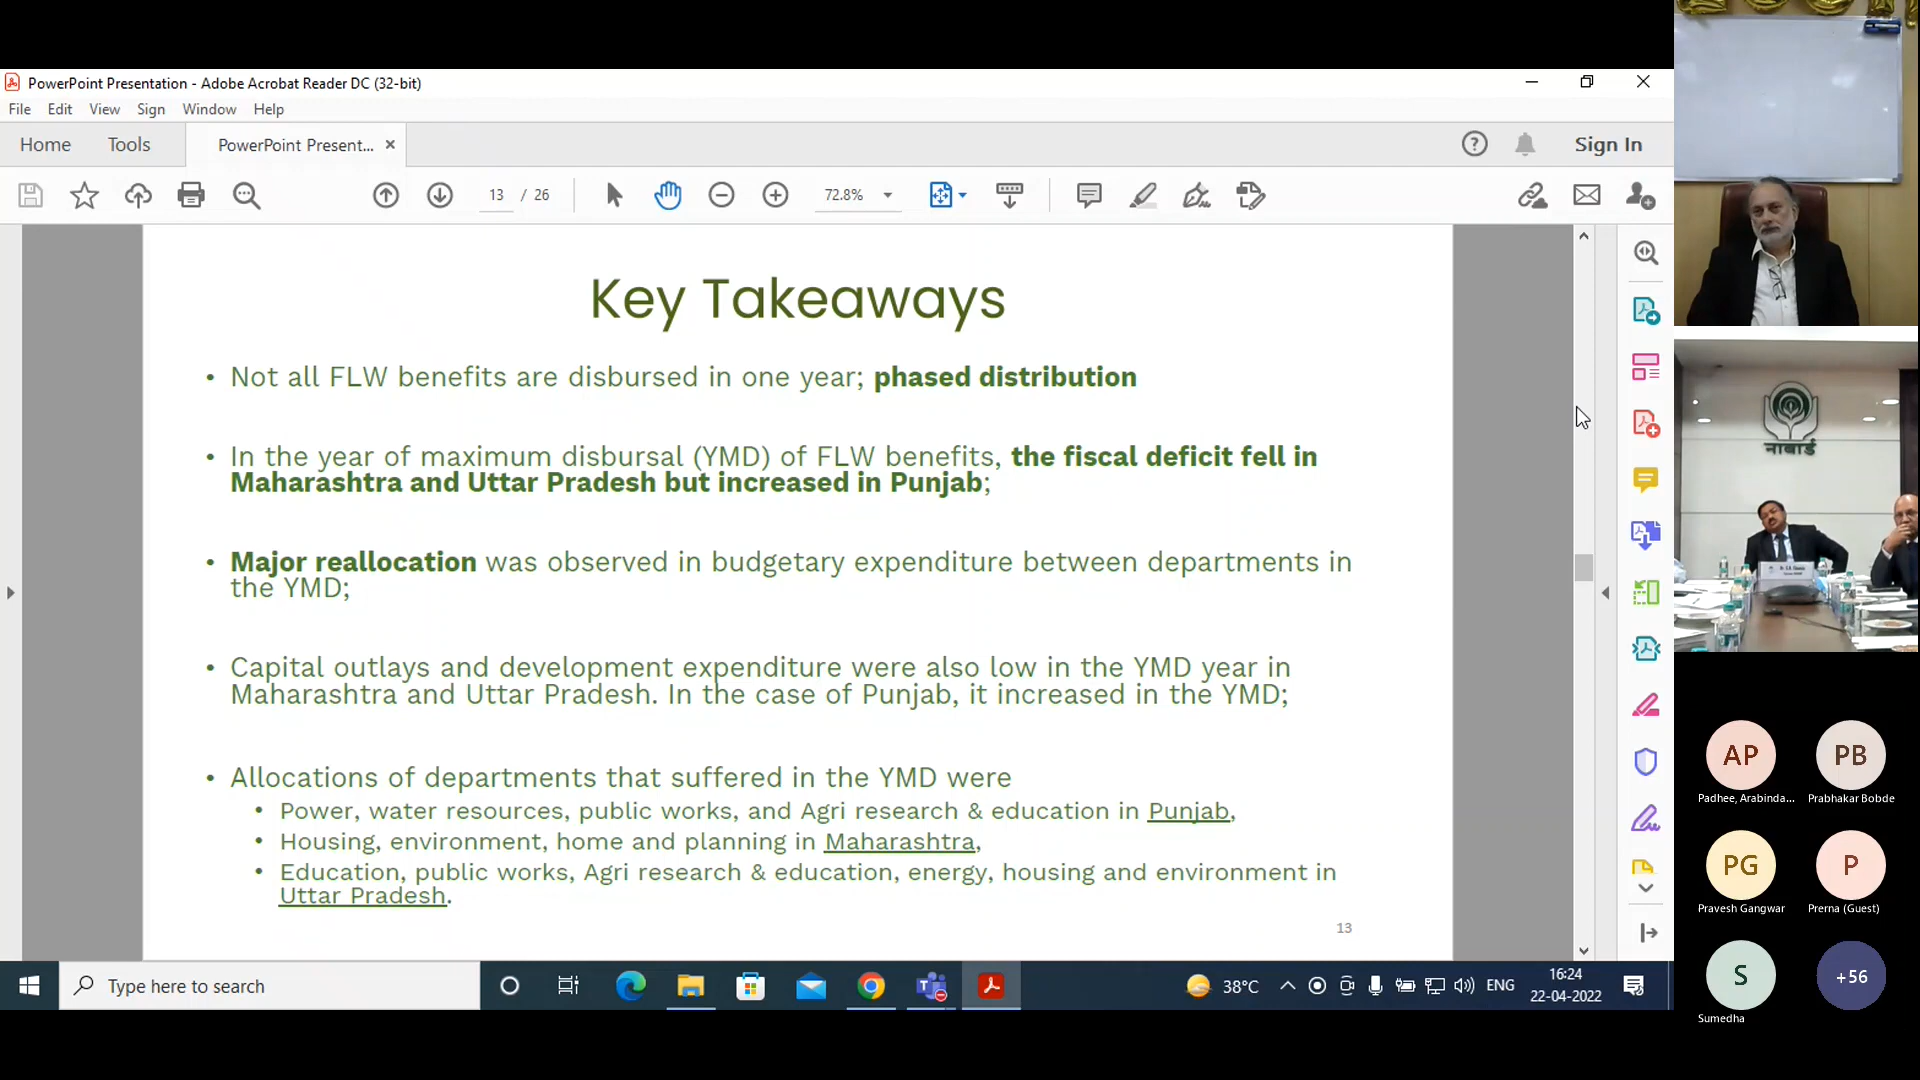 PowerPoint Presentation - Adobe Acrobat Reader DC (32-bit)
File Edit View Sign Window Help
Home Tools PowerPoint Present... Sign In
13 / 26 72.8%
Key Takeaways
• Not all FLW benefits are disbursed in one year; phased distribution
• In the year of maximum disbursal (YMD) of FLW benefits, the fiscal deficit fell in
Maharashtra and Uttar Pradesh but increased in Punjab;
• Major reallocation was observed in budgetary expenditure between departments in
the YMD;
• Capital outlays and development expenditure were also low in the YMD year in
Maharashtra and Uttar Pradesh. In the case of Punjab, it increased in the YMD;
• Allocations of departments that suffered in the YMD were
• Power, water resources, public works, and Agri research & education in Punjab,
• Housing, environment, home and planning in Maharashtra,
• Education, public works, Agri research & education, energy, housing and environment in
Uttar Pradesh.
13
Type here to search
38°C ENG
16:24
22-04-2022
नाबार्ड
AP PB
Padhee, Arabinda... Prabhakar Bobde
PG P
Pravesh Gangwar Prerna (Guest)
S +56
Sumedha